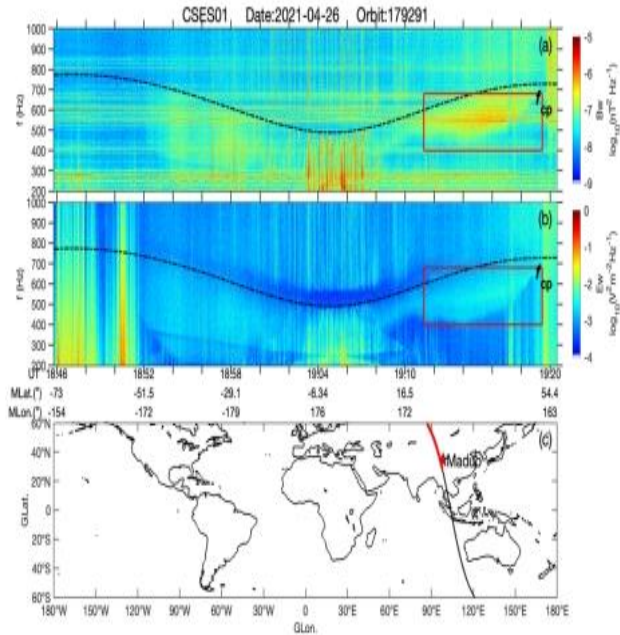 CSES01 Date:2021-04-26 Orbit:179291
1000
900
800
700
600
500
400
300
200
f (Hz)
(a)
cp
-5
-6
-7
-8
-9
Bw
log10(nT² Hz⁻¹)
1000
900
800
700
600
500
400
300
200
f (Hz)
(b)
cp
0
-1
-2
-3
-4
Ew
log10(V²m⁻²Hz⁻¹)
UT 18:46 18:52 18:58 19:04 19:10 19:20
MLat.(°) -73 -51.5 -29.1 -6.34 16.5 54.4
MLon.(°) -154 -172 -179 176 172 163
60°N
40°N
20°N
0
20°S
40°S
60°S
GLat.
(c)
180°W 150°W 120°W 90°W 60°W 30°W 0 30°E 60°E 90°E 120°E 150°E 180°E
GLon.